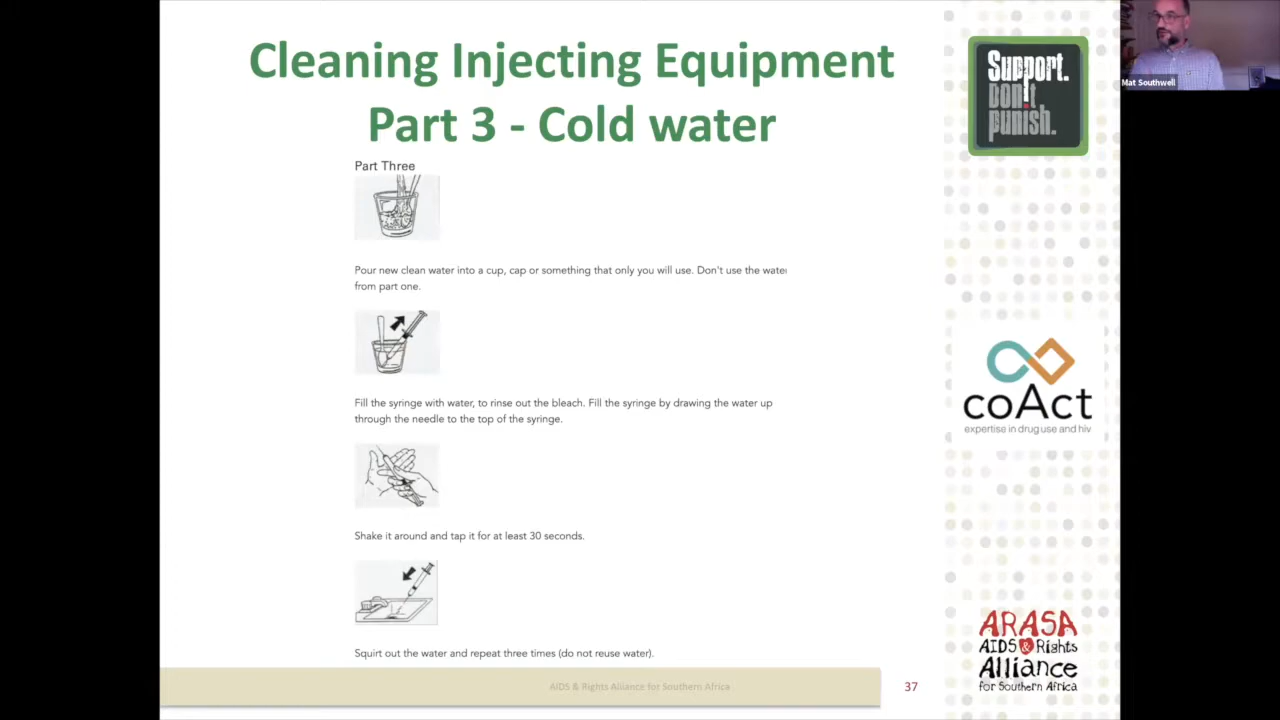 Cleaning Injecting Equipment
Part 3 - Cold water
Part Three
Pour new clean water into a cup, cap or something that only you will use. Don't use the water
from part one.
Fill the syringe with water, to rinse out the bleach. Fill the syringe by drawing the water up
through the needle to the top of the syringe.
Shake it around and tap it for at least 30 seconds.
Squirt out the water and repeat three times (do not reuse water).
AIDS & Rights Alliance for Southern Africa
37
Support.
Don't
punish.
coAct
expertise in drug use and hiv
ARASA
AIDS & Rights
Alliance
for Southern Africa
Mat Southwell